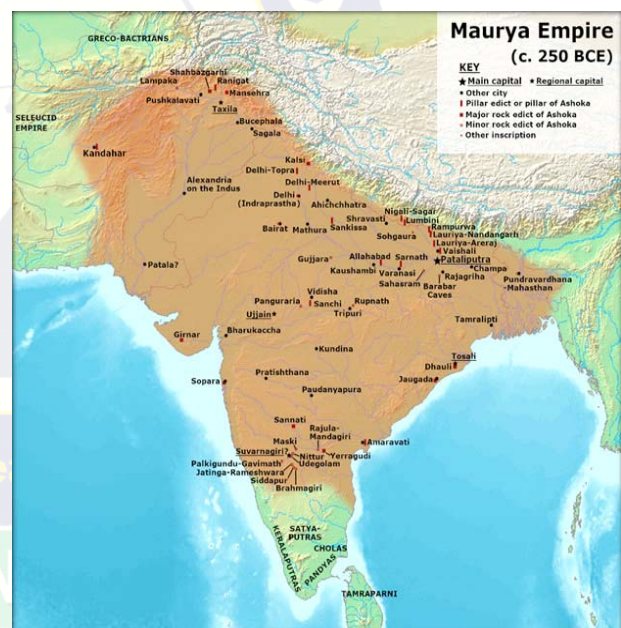 Maurya Empire
(c. 250 BCE)
KEY
Main capital
Regional capital
Other city
Pillar edict or pillar of Ashoka
Major rock edict of Ashoka
Minor rock edict of Ashoka
Other inscription
GRECO-BACTRIANS
Shahbazgarhi
Lampaka
Ranigat
Mansehra
Pushkalavati
Taxila
SELEUCID
EMPIRE
Bucephala
Sagala
Kandahar
Kalsi
Delhi-Topra
Alexandria
on the Indus
Delhi-Meerut
Delhi
(Indraprastha)
Ahichchhatra
Nigali-Sagar
Lumbini
Shravasti
Rampurwa
Bairat
Mathura
Sankissa
Sohgaura
Lauriya-Nandangarh
Lauriya-Areraj
Vaishali
Patala?
Gujjara
Allahabad
Sarnath
Pataliputra
Kaushambi
Varanasi
Champa
Rajagriha
Sahasram
Barabar
Caves
Pundravardhana
-Mahasthan
Vidisha
Panguraria
Sanchi
Rupnath
Ujjain
Tripuri
Tamralipti
Girnar
Bharukaccha
Kundina
Tosali
Dhauli
Sopara
Pratishthana
Jaugada
Paudanyapura
Sannati
Rajula-
Mandagiri
Maski
Amaravati
Suvarnagiri?
Nittur
Yerragudi
Palkigundu-Gavimath
Udegolam
Jatinga-Rameshwara
Siddapur
Brahmagiri
SATYA-
PUTRAS
KERALAPUTRAS
CHOLAS
PANDYAS
TAMRAPARNI